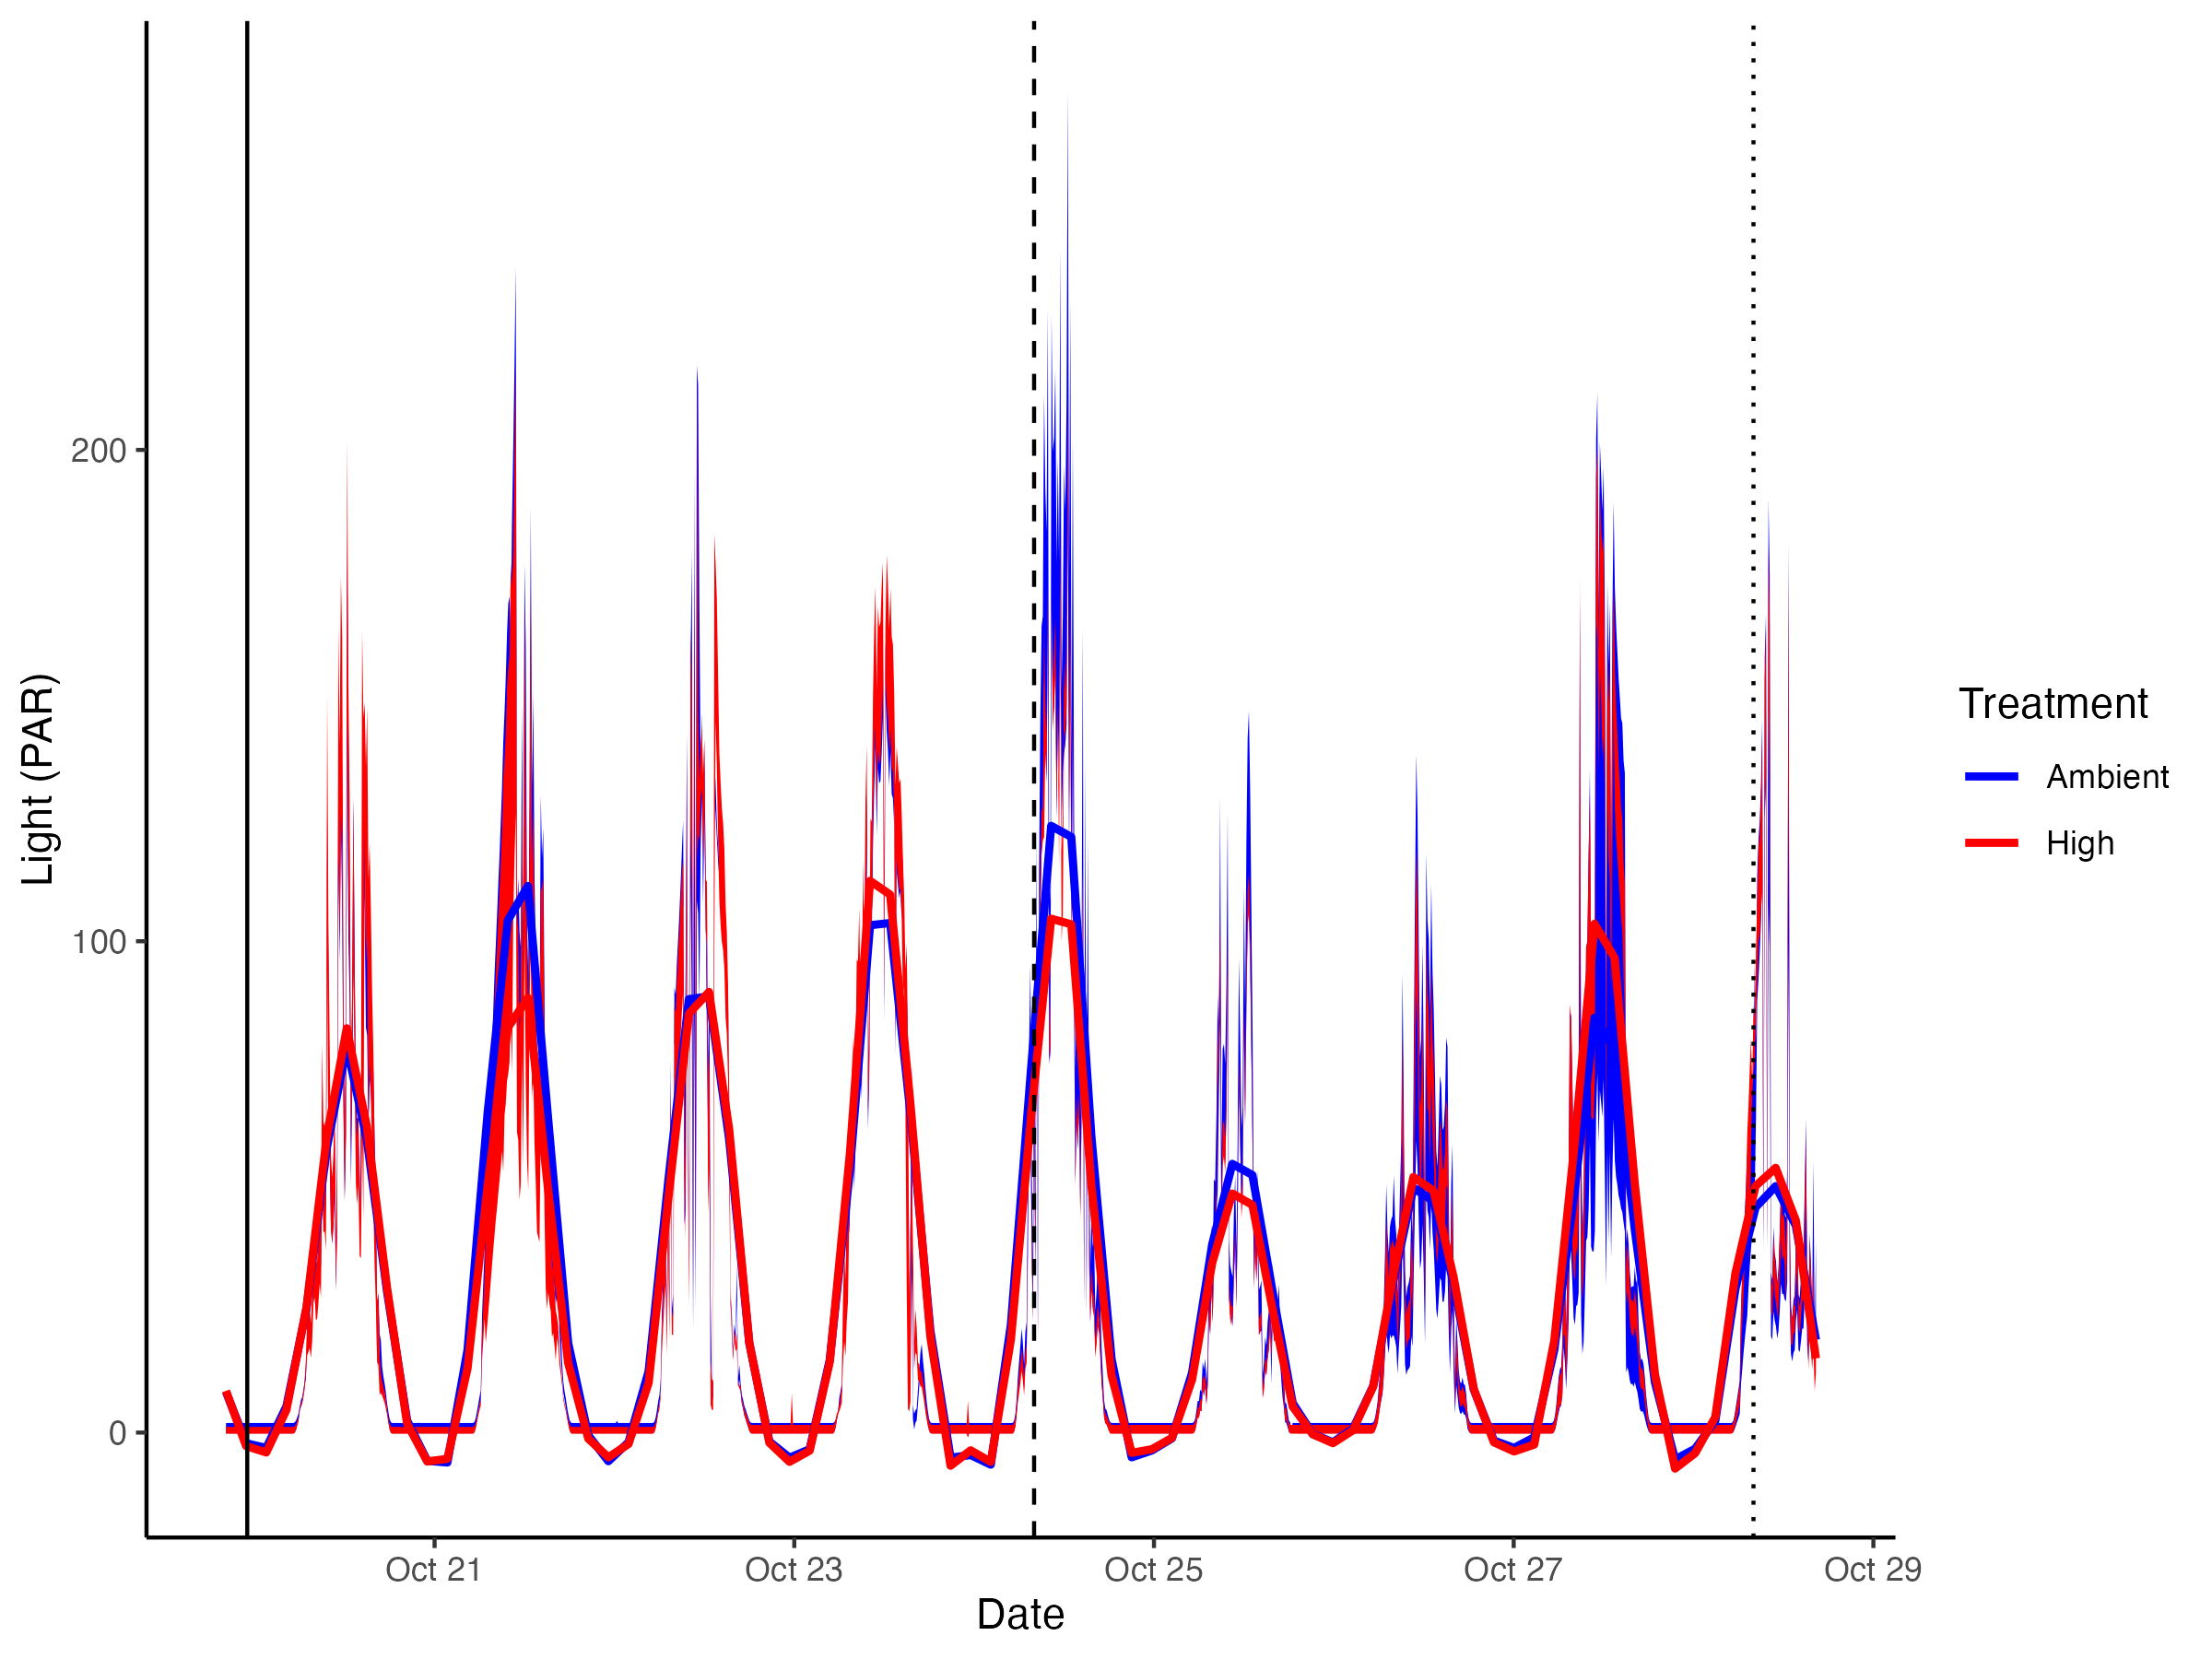 Light (PAR)
200
100
0
Oct 21
Oct 23
Oct 25
Oct 27
Oct 29
Date
Treatment
Ambient
High